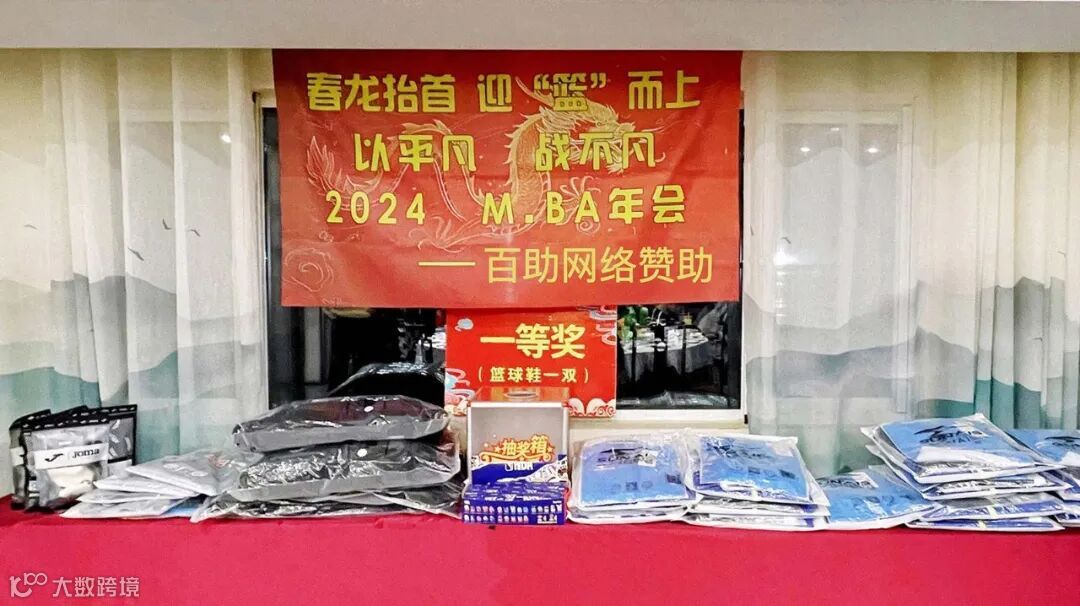 春龙抬首 迎“篮”而上
以平凡 战不凡
2024 M.BA年会
——百助网络赞助
一等奖
(篮球鞋一双)
抽奖箱
joma
大数跨境